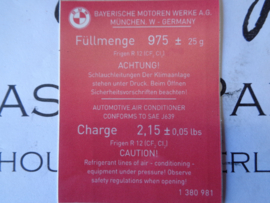 BAYERISCHE MOTOREN WERKE A.G.
MÜNCHEN, W - GERMANY
Füllmenge 975 ± 25 g
Frigen R 12 (CF₂ CL₂)
ACHTUNG!
Schlauchleitungen Der Klimaanlage
stehen unter Druck. Beim Öffnen
Sicherheitsvorschriften beachten!
AUTOMOTIVE AIR CONDITIONER
CONFORMS TO SAE J639
Charge 2,15 ± 0,05 lbs
Frigen R 12 (CF₂ CL₂)
CAUTION!
Refrigerant lines of air - conditioning -
equipment under pressure! Observe
safety regulations when opening!
1 380 981